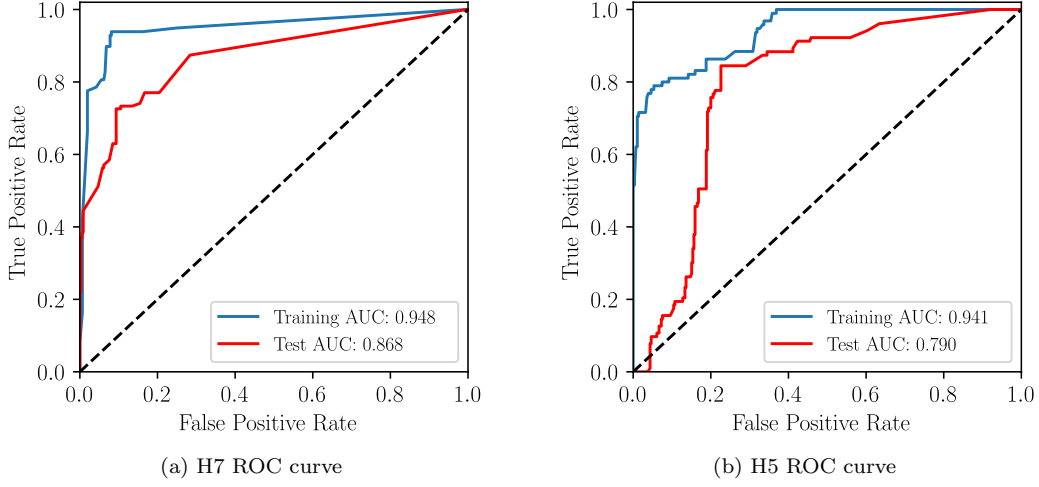 1.0
0.8
0.6
0.4
0.2
0.0
True Positive Rate
Training AUC: 0.948
Test AUC: 0.868
0.0 0.2 0.4 0.6 0.8 1.0
False Positive Rate
(a) H7 ROC curve
1.0
0.8
0.6
0.4
0.2
0.0
True Positive Rate
Training AUC: 0.941
Test AUC: 0.790
0.0 0.2 0.4 0.6 0.8 1.0
False Positive Rate
(b) H5 ROC curve